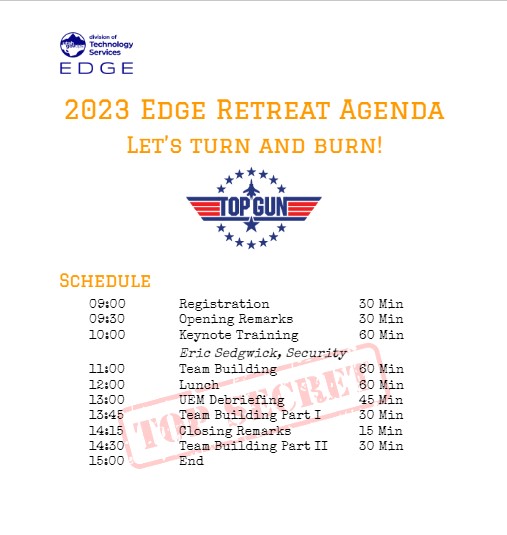 division of
Technology
Services
EDGE
2023 Edge Retreat Agenda
Let's turn and burn!
TOP GUN
Schedule
09:00 Registration 30 Min
09:30 Opening Remarks 30 Min
10:00 Keynote Training 60 Min
Eric Sedgwick, Security
11:00 Team Building 60 Min
12:00 Lunch 60 Min
13:00 UEM Debriefing 45 Min
13:45 Team Building Part I 30 Min
14:15 Closing Remarks 15 Min
14:30 Team Building Part II 30 Min
15:00 End
TOP SECRET